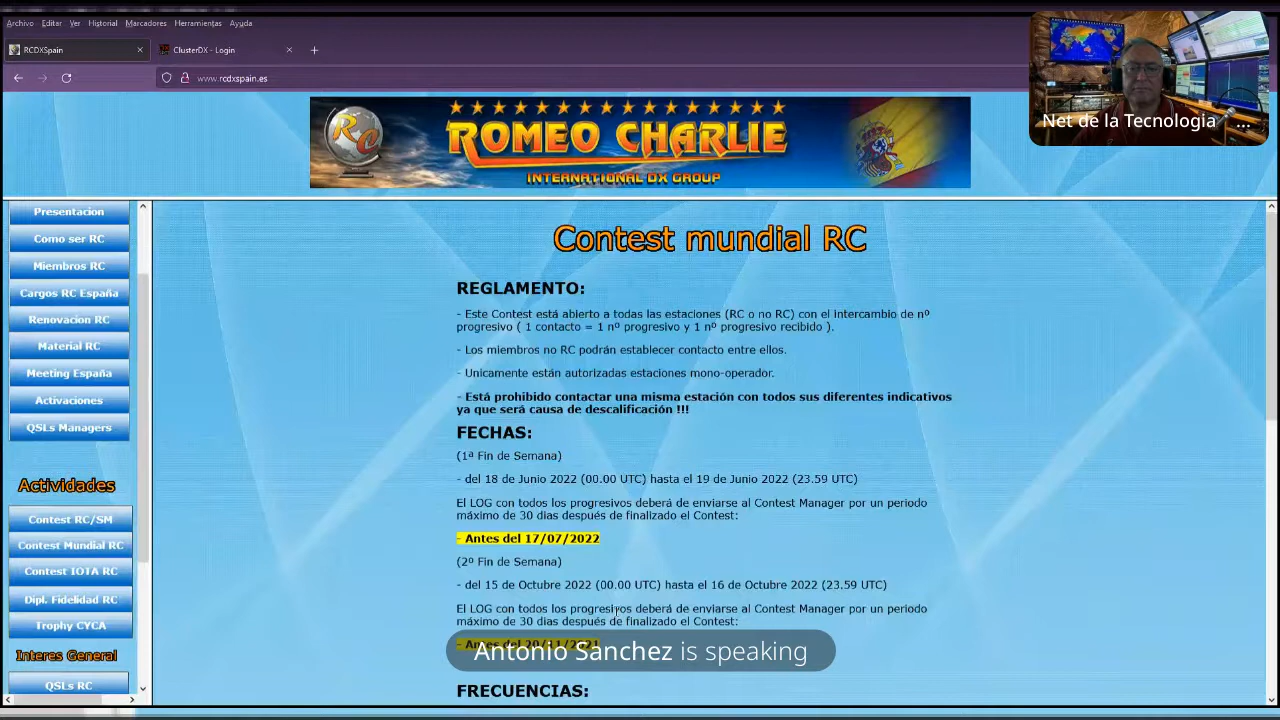 Archivo Editar Ver Historial Marcadores Herramientas Ayuda
RCDXSpain
ClusterDX - Login
www.rcdxspain.es
Net de la Tecnologia ...
RC
ROMEO CHARLIE
INTERNATIONAL DX GROUP
Presentacion
Como ser RC
Miembros RC
Cargos RC España
Renovacion RC
Material RC
Meeting España
Activaciones
QSLs Managers
Actividades
Contest RC/SM
Contest Mundial RC
Contest IOTA RC
Dipl. Fidelidad RC
Trophy CYCA
Interes General
QSLs RC
Contest mundial RC
REGLAMENTO:
- Este Contest está abierto a todas las estaciones (RC o no RC) con el intercambio de nº
progresivo ( 1 contacto = 1 nº progresivo y 1 nº progresivo recibido ).
- Los miembros no RC podrán establecer contacto entre ellos.
- Unicamente están autorizadas estaciones mono-operador.
- Está prohibido contactar una misma estación con todos sus diferentes indicativos
ya que será causa de descalificación !!!
FECHAS:
(1ª Fin de Semana)
- del 18 de Junio 2022 (00.00 UTC) hasta el 19 de Junio 2022 (23.59 UTC)
El LOG con todos los progresivos deberá de enviarse al Contest Manager por un periodo
máximo de 30 dias después de finalizado el Contest:
- Antes del 17/07/2022
(2º Fin de Semana)
- del 15 de Octubre 2022 (00.00 UTC) hasta el 16 de Octubre 2022 (23.59 UTC)
El LOG con todos los progresivos deberá de enviarse al Contest Manager por un periodo
máximo de 30 dias después de finalizado el Contest:
- Antes del 20/11/2021
Antonio Sanchez is speaking
FRECUENCIAS: